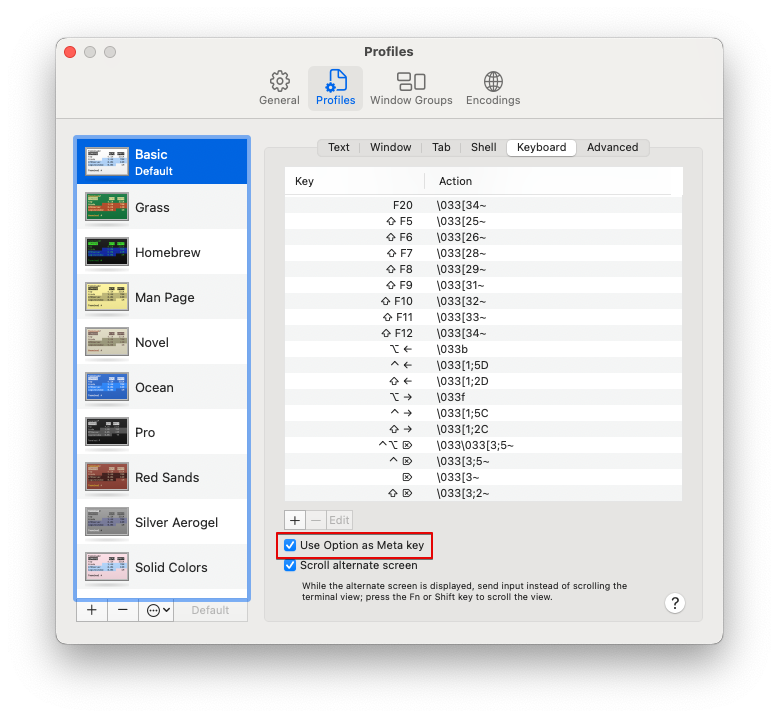 Profiles
General
Profiles
Window Groups
Encodings
Basic
Default
Grass
Homebrew
Man Page
Novel
Ocean
Pro
Red Sands
Silver Aerogel
Solid Colors
+ − Default
Text Window Tab Shell Keyboard Advanced
Key Action
F20 \033[34~
⇧ F5 \033[25~
⇧ F6 \033[26~
⇧ F7 \033[28~
⇧ F8 \033[29~
⇧ F9 \033[31~
⇧ F10 \033[32~
⇧ F11 \033[33~
⇧ F12 \033[34~
⌥ ← \033b
^ ← \033[1;5D
⇧ ← \033[1;2D
⌥ → \033f
^ → \033[1;5C
⇧ → \033[1;2C
^⌥ ⌦ \033\033[3;5~
^ ⌦ \033[3;5~
⌦ \033[3~
⇧ ⌦ \033[3;2~
+ − Edit
Use Option as Meta key
Scroll alternate screen
While the alternate screen is displayed, send input instead of scrolling the
terminal view; press the Fn or Shift key to scroll the view.
?